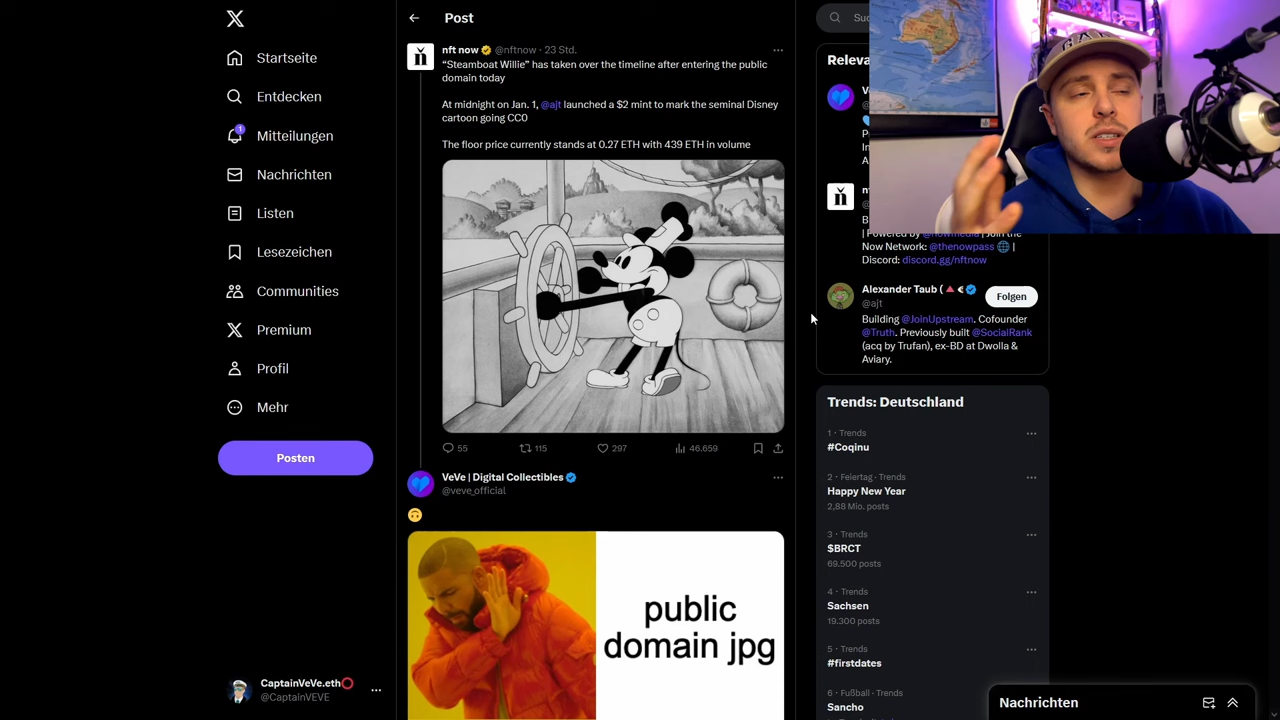 Startseite
Entdecken
1
Mitteilungen
Nachrichten
Listen
Lesezeichen
Communities
Premium
Profil
Mehr
Posten
CaptainVeVe.eth
@CaptainVEVE
Post
nft now @nftnow · 23 Std.
“Steamboat Willie” has taken over the timeline after entering the public
domain today
At midnight on Jan. 1, @ajt launched a $2 mint to mark the seminal Disney
cartoon going CC0
The floor price currently stands at 0.27 ETH with 439 ETH in volume
55 115 297 46.659
VeVe | Digital Collectibles
@veve_official
public
domain jpg
| Powered by @nowmedia | Join the
Now Network: @thenowpass |
Discord: discord.gg/nftnow
Alexander Taub (
@ajt
Folgen
Building @JoinUpstream. Cofounder
@Truth. Previously built @SocialRank
(acq by Trufan), ex-BD at Dwolla &
Aviary.
Trends: Deutschland
1 · Trends
#Coqinu
2 · Feiertag · Trends
Happy New Year
2,88 Mio. posts
3 · Trends
$BRCT
69.500 posts
4 · Trends
Sachsen
19.300 posts
5 · Trends
#firstdates
6 · Fußball · Trends
Sancho
Nachrichten